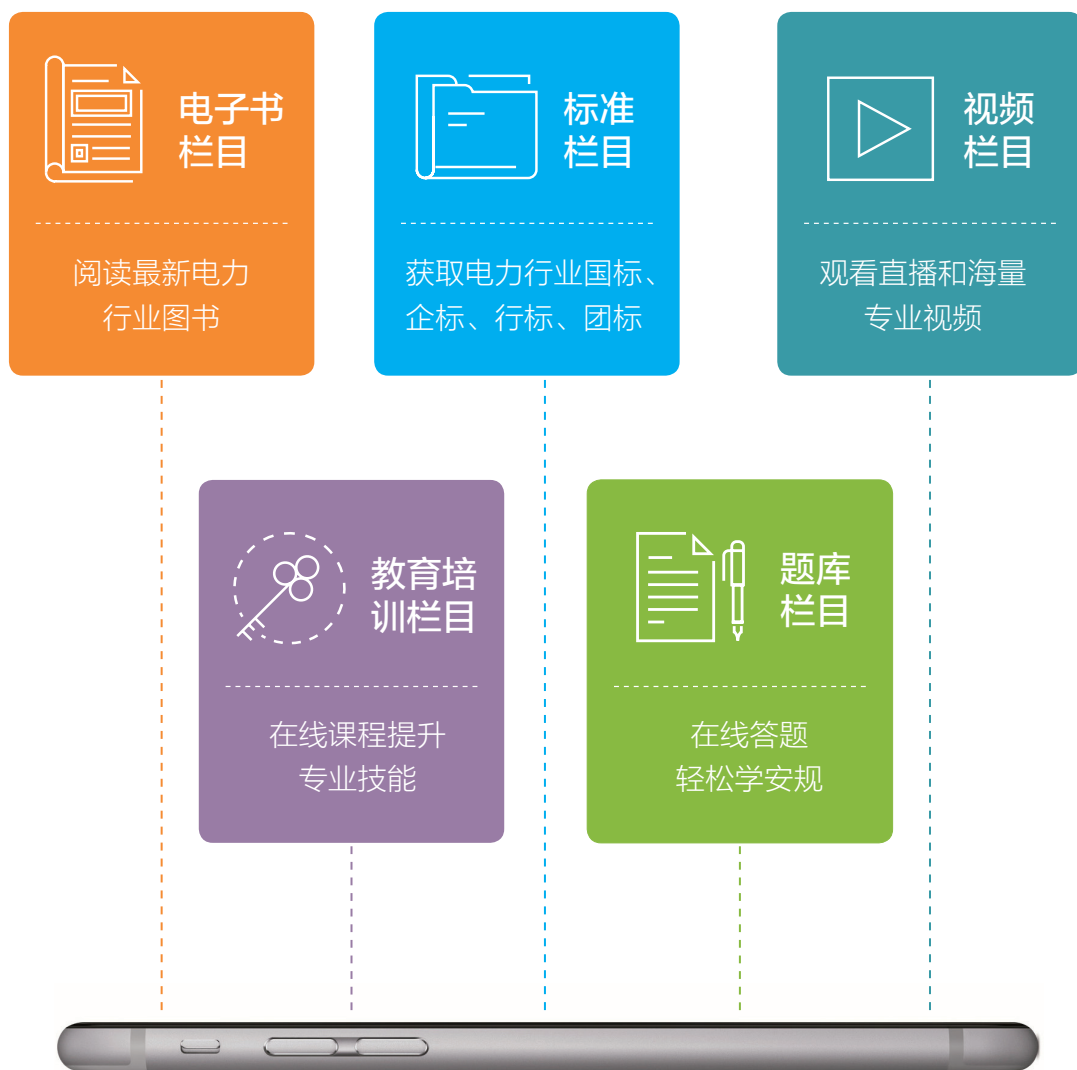 电子书
栏目
阅读最新电力
行业图书
标准
栏目
获取电力行业国标、
企标、行标、团标
视频
栏目
观看直播和海量
专业视频
教育培
训栏目
在线课程提升
专业技能
题库
栏目
在线答题
轻松学安规